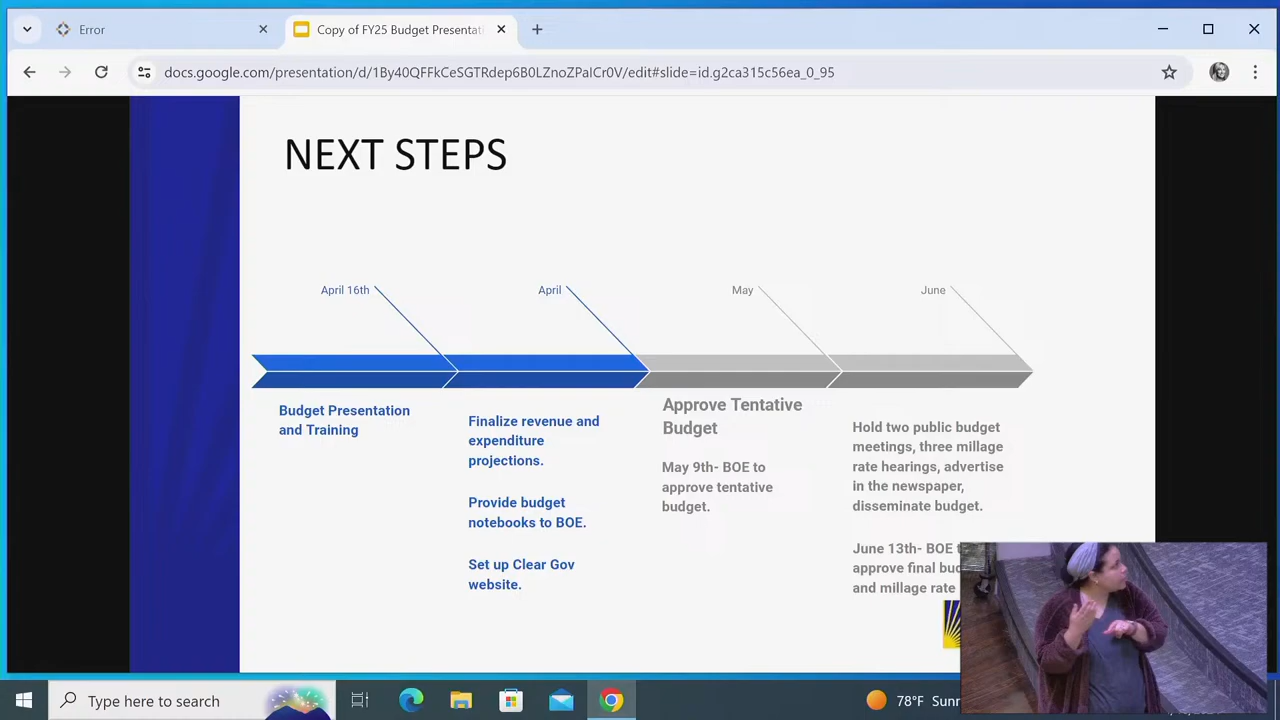 Error
Copy of FY25 Budget Presentati
docs.google.com/presentation/d/1By40QFFkCeSGTRdep6B0LZnoZPaICr0V/edit#slide=id.g2ca315c56ea_0_95
NEXT STEPS
April 16th
April
May
June
Budget Presentation
and Training
Finalize revenue and
expenditure
projections.
Provide budget
notebooks to BOE.
Set up Clear Gov
website.
Approve Tentative
Budget
May 9th- BOE to
approve tentative
budget.
Hold two public budget
meetings, three millage
rate hearings, advertise
in the newspaper,
disseminate budget.
June 13th- BOE
approve final
and millage rate
Type here to search
78°F